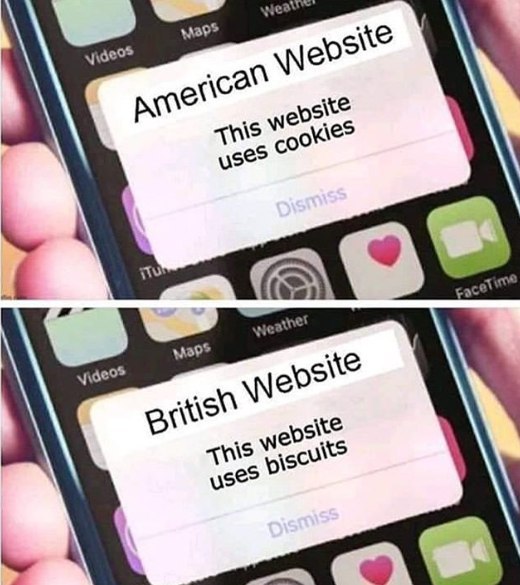 Weather
Maps
Videos
American Website
This website
uses cookies
Dismiss
FaceTime
Weather
Maps
Videos
British Website
This website
uses biscuits
Dismiss